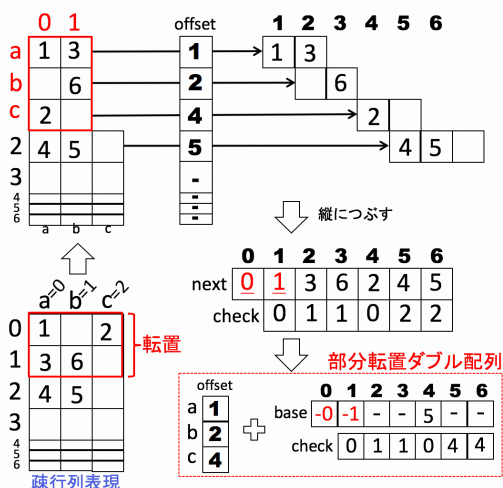 0 1 offset 1 2 3 4 5 6
a 1 3 1 1 3
b 6 2 6
c 2 4 2
2 4 5 5 4 5
3 -
4 -
5 -
6 -
a b c
縦につぶす
a=0 b=1 c=2
0 1 2 3 4 5 6
next 0 1 3 6 2 4 5
check 0 1 1 0 2 2
0 1 2
1 3 6
転置
2 4 5
3
4
5
6
疎行列表現
部分転置ダブル配列
offset
a 1
b 2
c 4
0 1 2 3 4 5 6
base -0 -1 - - 5 - -
check 0 1 1 0 4 4